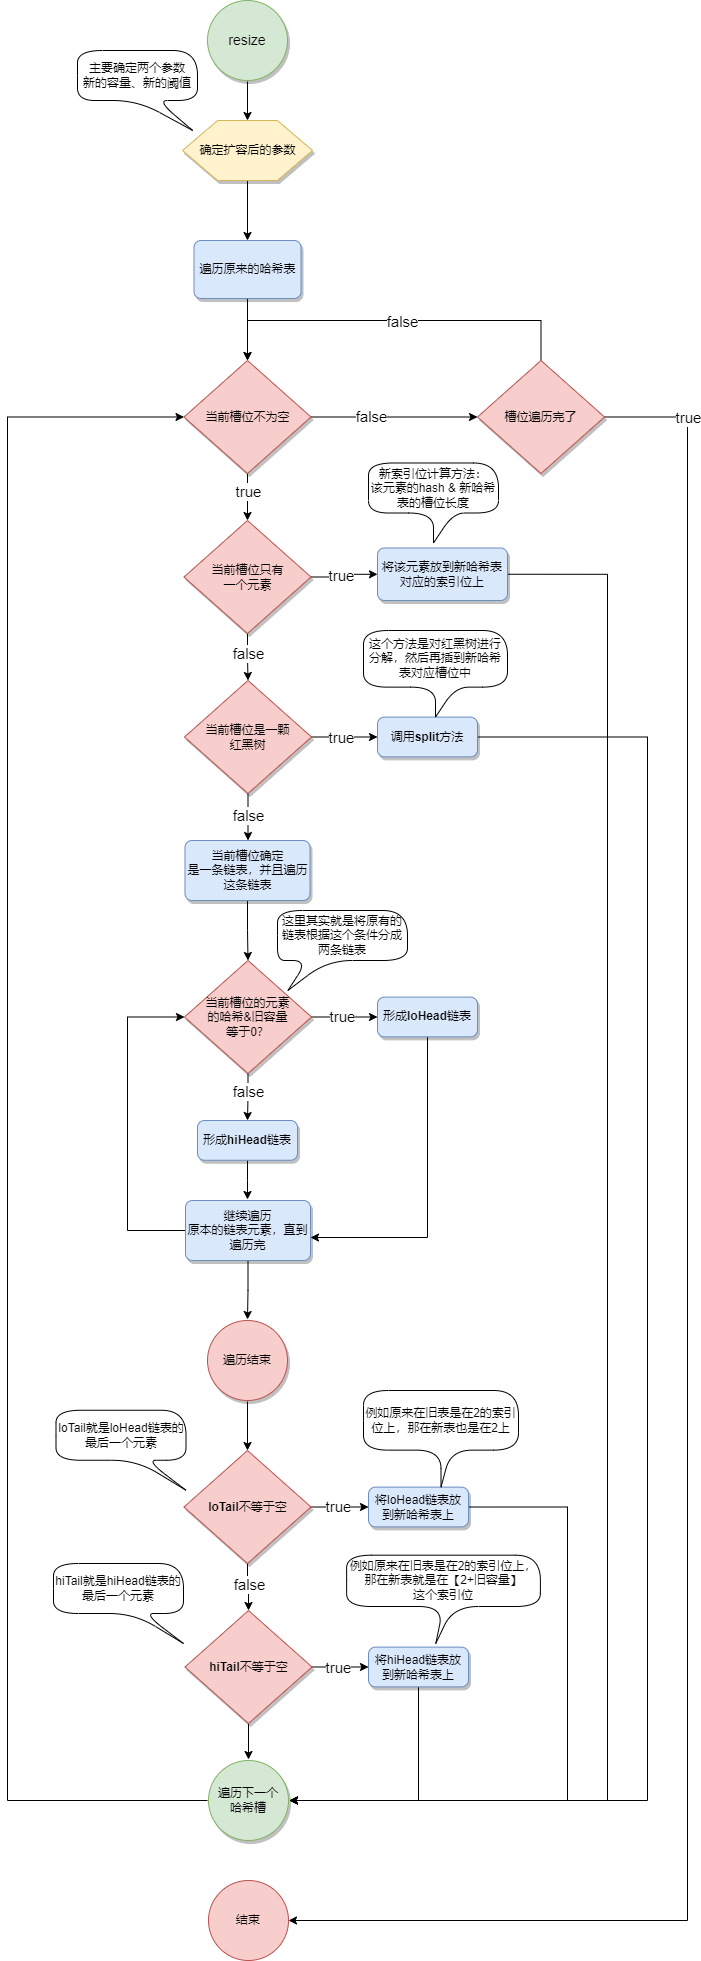 resize
主要确定两个参数
新的容量、新的阈值
确定扩容后的参数
遍历原来的哈希表
false
当前槽位不为空
false
槽位遍历完了
true
true
新索引位计算方法：
该元素的hash & 新哈希
表的槽位长度
当前槽位只有
一个元素
true
将该元素放到新哈希表
对应的索引位上
false
这个方法是对红黑树进行
分解，然后再插到新哈希
表对应槽位中
当前槽位是一颗
红黑树
true
调用split方法
false
当前槽位确定
是一条链表，并且遍历
这条链表
这里其实就是将原有的
链表根据这个条件分成
两条链表
当前槽位的元素
的哈希&旧容量
等于0?
true
形成loHead链表
false
形成hiHead链表
继续遍历
原本的链表元素，直到
遍历完
遍历结束
loTail就是loHead链表的
最后一个元素
例如原来在旧表是在2的索引
位上，那在新表也是在2上
loTail不等于空
true
将loHead链表放
到新哈希表上
false
hiTail就是hiHead链表的
最后一个元素
例如原来在旧表是在2的索引位上，
那在新表就是在【2+旧容量】
这个索引位
hiTail不等于空
true
将hiHead链表放
到新哈希表上
遍历下一个
哈希槽
结束